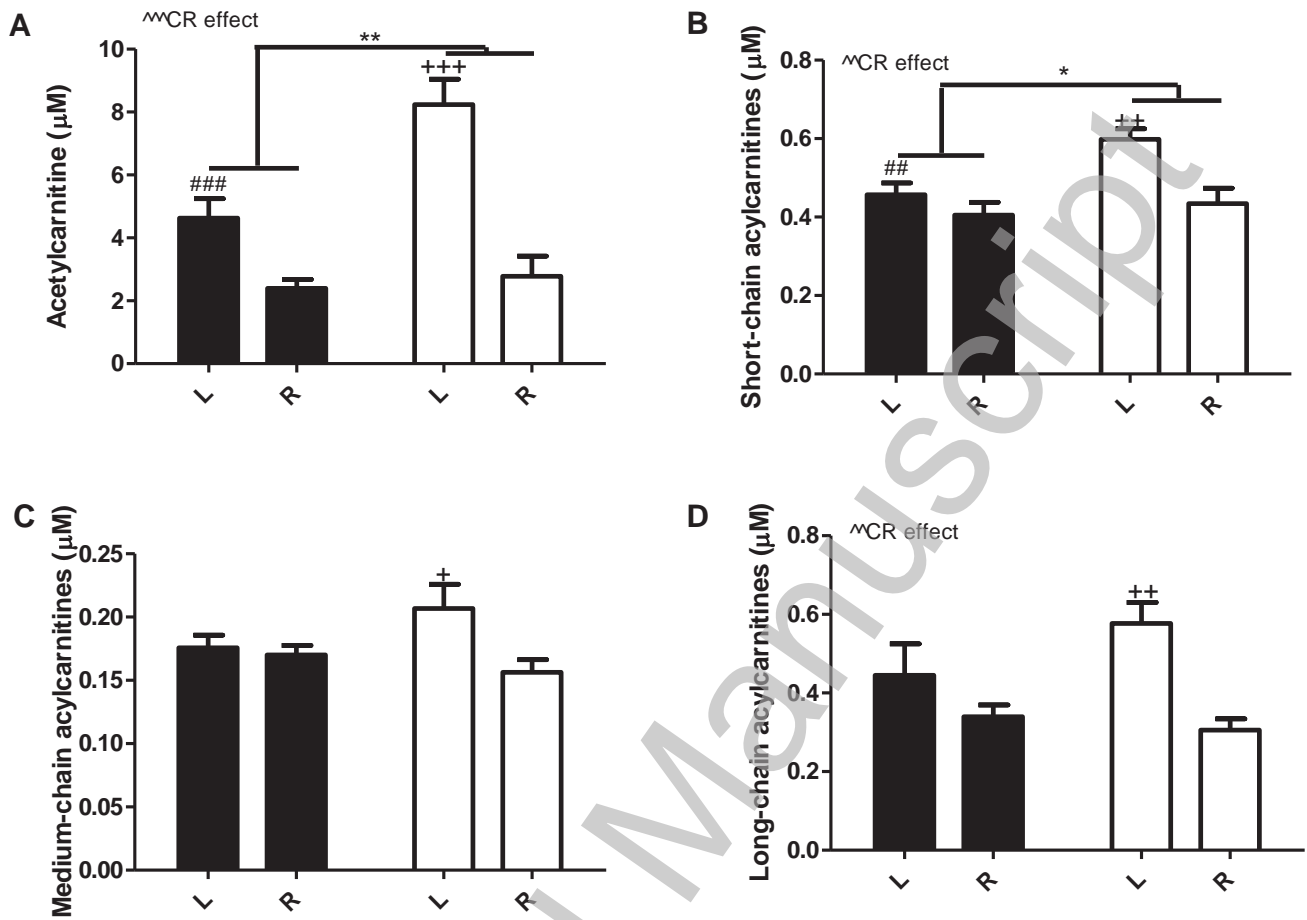 A
^^^CR effect
**
+++
###
10
8
6
4
2
0
Acetylcarnitine (μM)
L
R
L
R
B
^^CR effect
*
++
##
0.8
0.6
0.4
0.2
0.0
Short-chain acylcarnitines (μM)
L
R
L
R
C
+
0.25
0.20
0.15
0.10
0.05
0.00
Medium-chain acylcarnitines (μM)
L
R
L
R
D
^^CR effect
++
0.8
0.6
0.4
0.2
0.0
Long-chain acylcarnitines (μM)
L
R
L
R
Manuscript